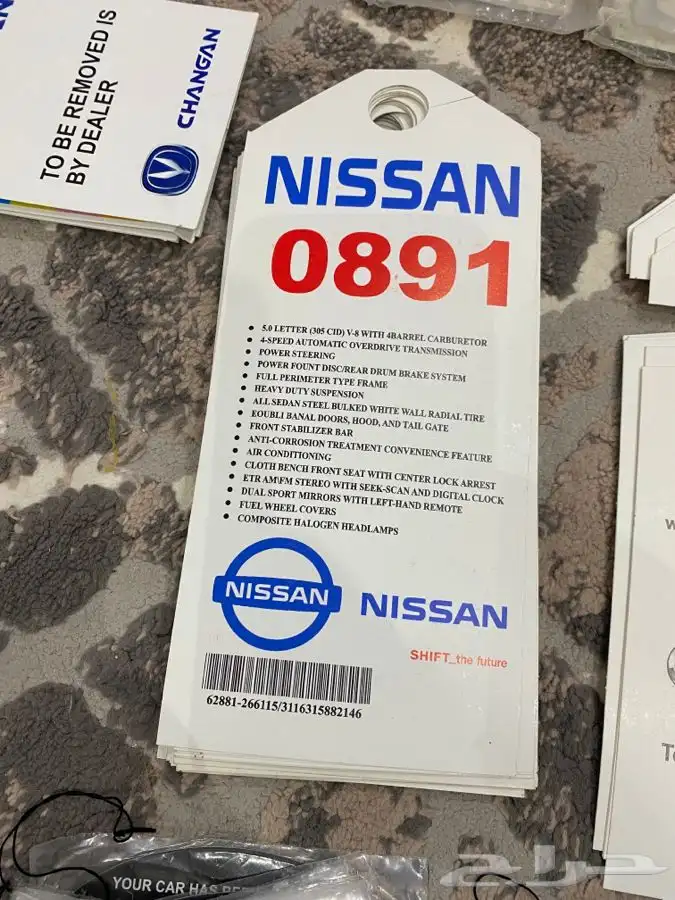 TO BE REMOVED IS
BY DEALER
CHANGAN
NISSAN
0891
• 5.0 LETTER (305 CID) V-8 WITH 4BARREL CARBURETOR
• 4-SPEED AUTOMATIC OVERDRIVE TRANSMISSION
• POWER STEERING
• POWER FOUNT DISC/REAR DRUM BRAKE SYSTEM
• FULL PERIMETER TYPE FRAME
• HEAVY DUTY SUSPENSION
• ALL SEDAN STEEL BULKED WHITE WALL RADIAL TIRE
• EOUBLI BANAL DOORS, HOOD, AND TAIL GATE
• FRONT STABILIZER BAR
• ANTI-CORROSION TREATMENT CONVENIENCE FEATURE
• AIR CONDITIONING
• CLOTH BENCH FRONT SEAT WITH CENTER LOCK ARREST
• ETR AM\FM STEREO WITH SEEK-SCAN AND DIGITAL CLOCK
• DUAL SPORT MIRRORS WITH LEFT-HAND REMOTE
• FUEL WHEEL COVERS
• COMPOSITE HALOGEN HEADLAMPS
NISSAN
NISSAN
SHIFT_the future
62881-266115/3116315882146
YOUR CAR HAS
حراج